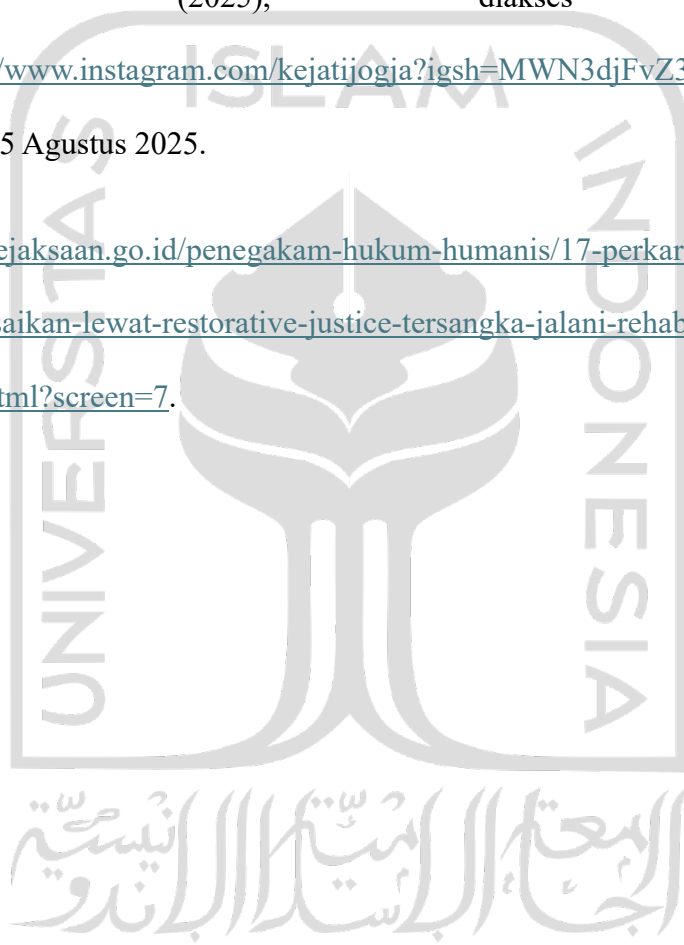 (2025), diakses
/www.instagram.com/kejatijogja?igsh=MWN3djFvZ3
5 Agustus 2025.
ejaksaan.go.id/penegakam-hukum-humanis/17-perkar
saikan-lewat-restorative-justice-tersangka-jalani-rehab
tml?screen=7.
ISLAM
UNIVERSITAS
INDONESIA